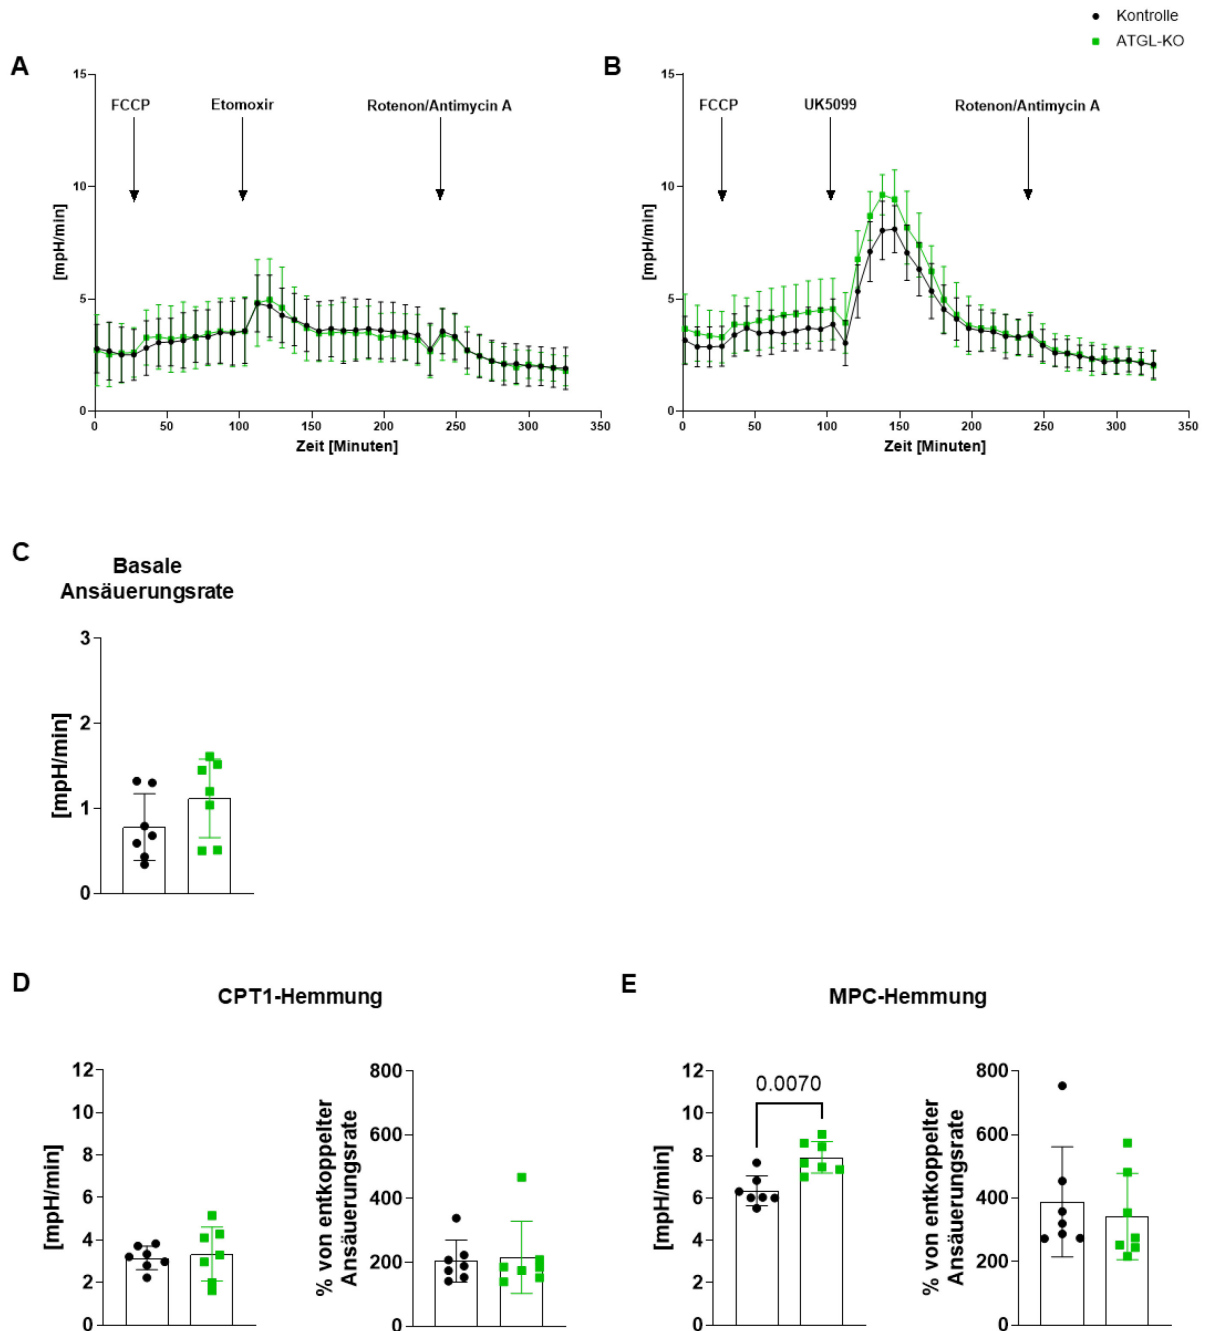 Kontrolle
ATGL-KO
A
15
FCCP
Etomoxir
Rotenon/Antimycin A
10
[mpH/min]
5
0
0 50 100 150 200 250 300 350
Zeit [Minuten]
B
15
FCCP
UK5099
Rotenon/Antimycin A
10
[mpH/min]
5
0
0 50 100 150 200 250 300 350
Zeit [Minuten]
C
Basale
Ansäuerungsrate
3
2
[mpH/min]
1
0
D
CPT1-Hemmung
12
10
8
[mpH/min]
6
4
2
0
800
600
% von entkoppelter
Ansäuerungsrate
400
200
0
E
MPC-Hemmung
12
0.0070
10
8
[mpH/min]
6
4
2
0
800
600
% von entkoppelter
Ansäuerungsrate
400
200
0